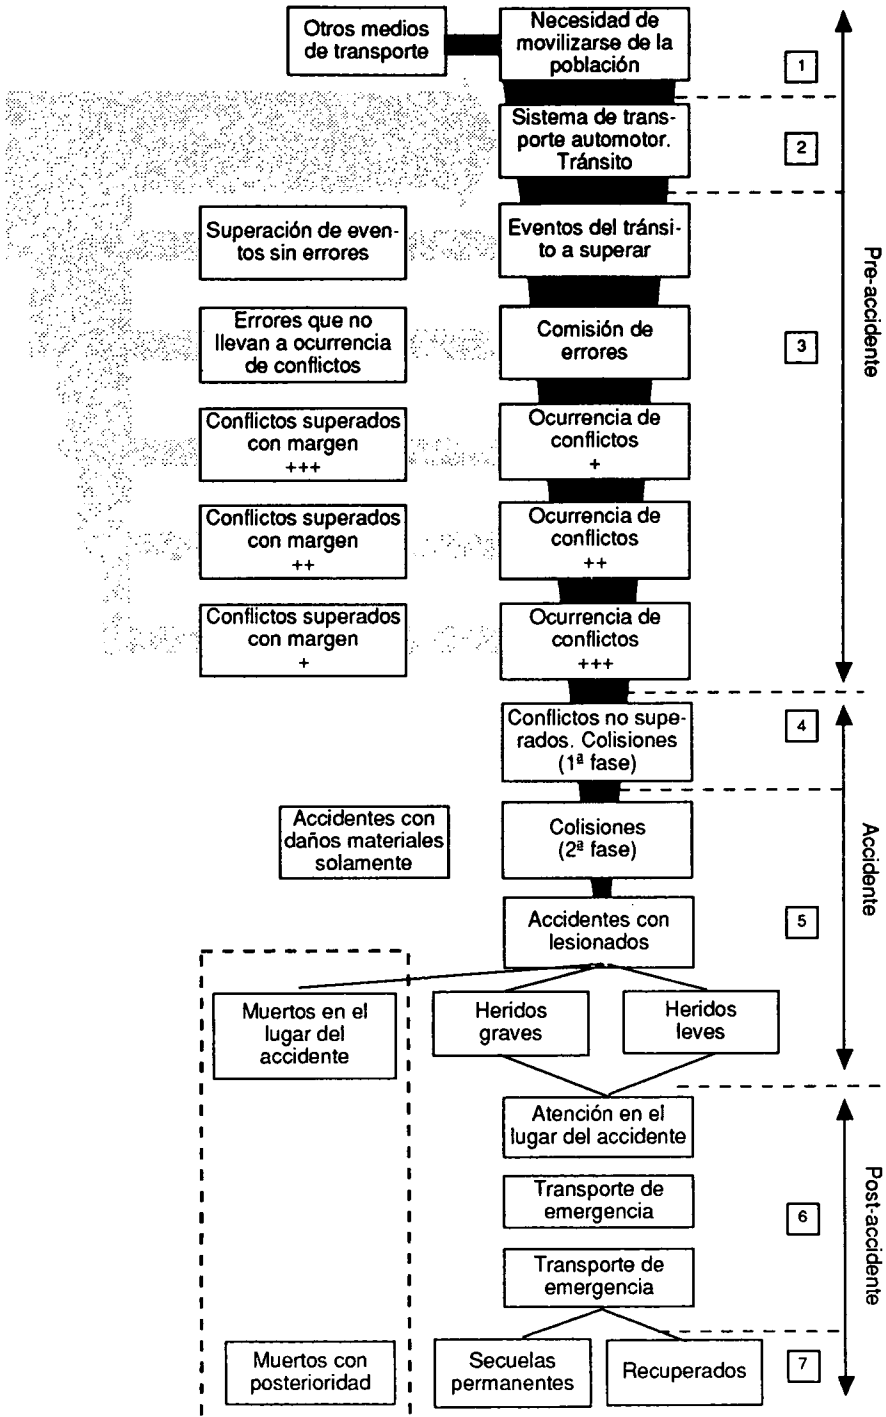 Otros medios
de transporte
Necesidad de
movilizarse de la
población
1
Sistema de trans-
porte automotor.
Tránsito
2
Superación de even-
tos sin errores
Eventos del tránsi-
to a superar
Pre-accidente
Errores que no
llevan a ocurrencia
de conflictos
Comisión de
errores
3
Conflictos superados
con margen
+++
Ocurrencia de
conflictos
+
Conflictos superados
con margen
++
Ocurrencia de
conflictos
++
Conflictos superados
con margen
+
Ocurrencia de
conflictos
+++
Conflictos no supe-
rados. Colisiones
(1ª fase)
4
Accidentes con
daños materiales
solamente
Colisiones
(2ª fase)
Accidente
Accidentes con
lesionados
5
Muertos en el
lugar del
accidente
Heridos
graves
Heridos
leves
Atención en el
lugar del accidente
Transporte de
emergencia
6
Post-accidente
Transporte de
emergencia
Muertos con
posterioridad
Secuelas
permanentes
Recuperados
7